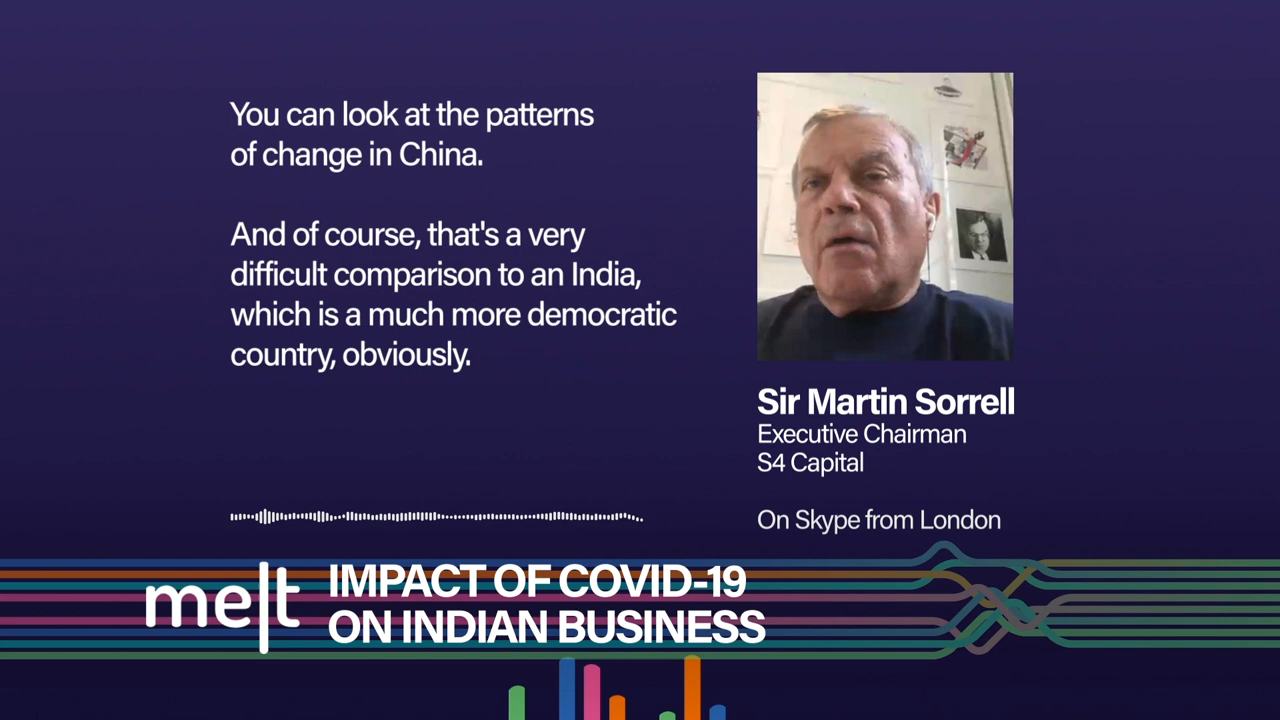 You can look at the patterns
of change in China.
And of course, that's a very
difficult comparison to an India,
which is a much more democratic
country, obviously.
Sir Martin Sorrell
Executive Chairman
S4 Capital
On Skype from London
melt
IMPACT OF COVID-19
ON INDIAN BUSINESS